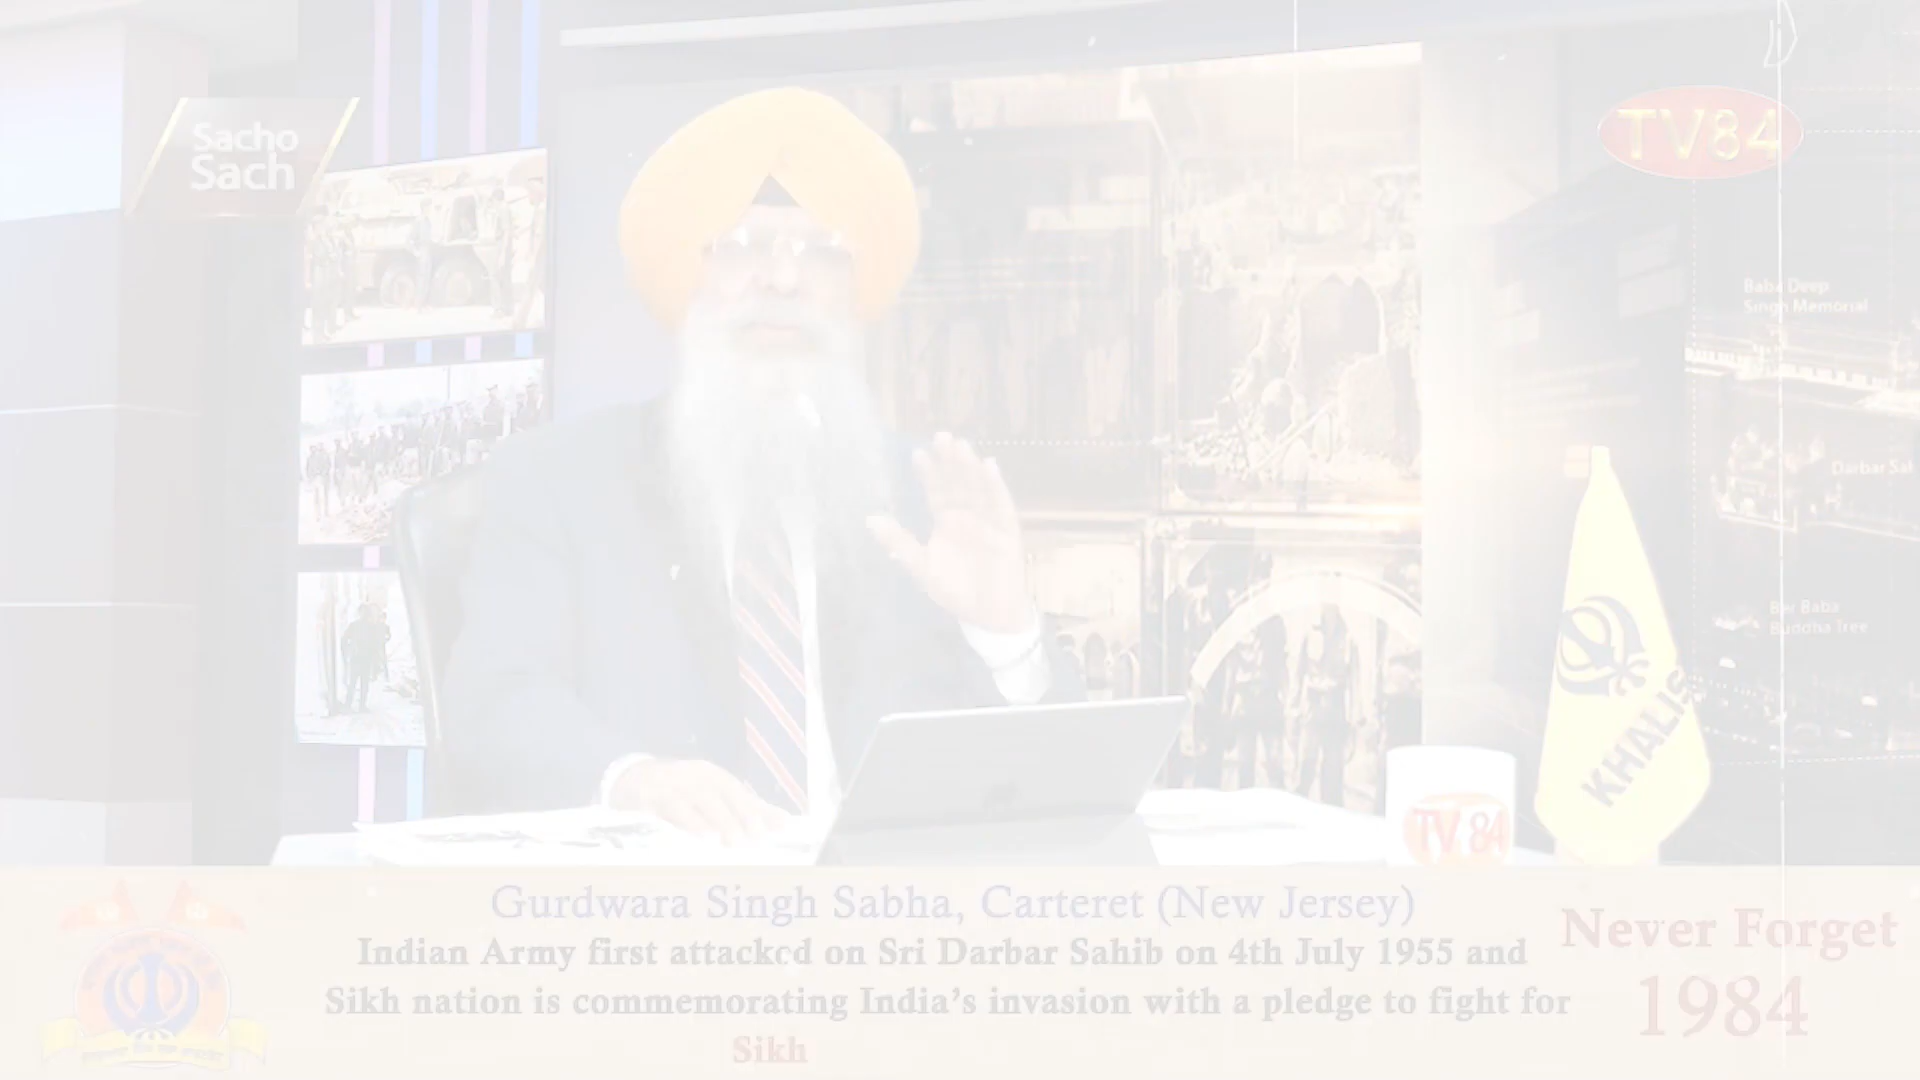 Sacho
Sach
TV84
Baba Deep
Singh Memorial
Darbar Sah
Ber Baba
Buddha Tree
KHALIS
TV 84
Gurdwara Singh Sabha, Carteret (New Jersey)
Indian Army first attacked on Sri Darbar Sahib on 4th July 1955 and
Sikh nation is commemorating India's invasion with a pledge to fight for
Sikh
Never Forget
1984